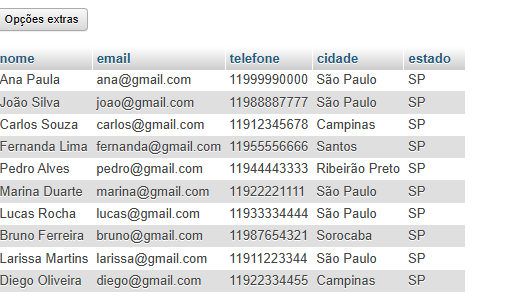 Opções extras
nome email telefone cidade estado
Ana Paula ana@gmail.com 11999990000 São Paulo SP
João Silva joao@gmail.com 11988887777 São Paulo SP
Carlos Souza carlos@gmail.com 11912345678 Campinas SP
Fernanda Lima fernanda@gmail.com 11955556666 Santos SP
Pedro Alves pedro@gmail.com 11944443333 Ribeirão Preto SP
Marina Duarte marina@gmail.com 11922221111 São Paulo SP
Lucas Rocha lucas@gmail.com 11933334444 São Paulo SP
Bruno Ferreira bruno@gmail.com 11987654321 Sorocaba SP
Larissa Martins larissa@gmail.com 11911223344 São Paulo SP
Diego Oliveira diego@gmail.com 11922334455 Campinas SP